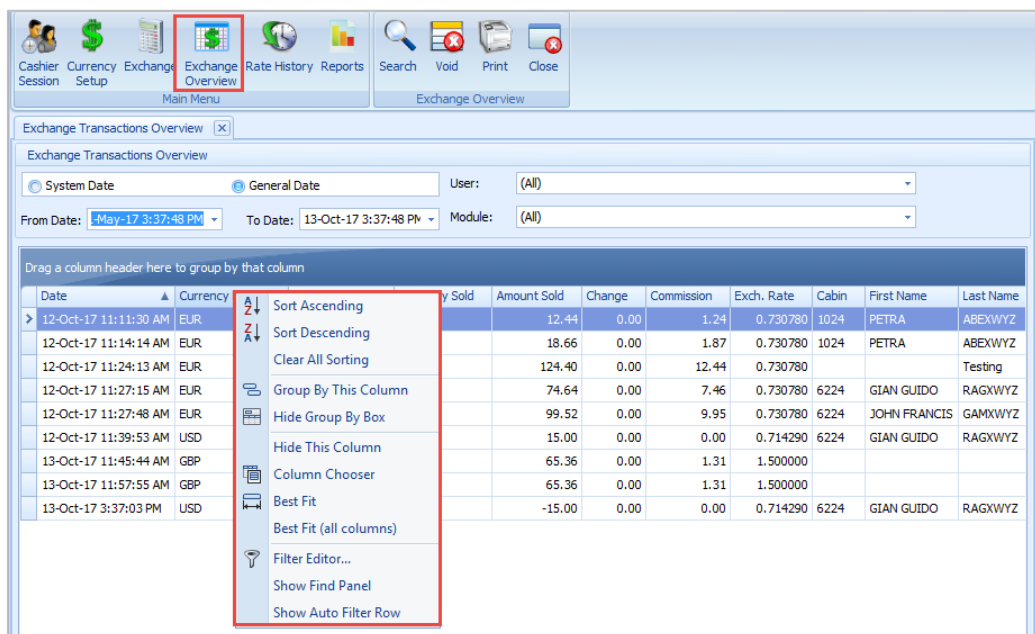 Cashier Session
Currency Setup
Exchange
Exchange Overview
Rate History
Reports
Search
Void
Print
Close
Main Menu
Exchange Overview
Exchange Transactions Overview
Exchange Transactions Overview
System Date
General Date
User: (All)
From Date: -May-17 3:37:48 PM
To Date: 13-Oct-17 3:37:48 PM
Module: (All)
Drag a column header here to group by that column
Date Currency y Sold Amount Sold Change Commission Exch. Rate Cabin First Name Last Name
12-Oct-17 11:11:30 AM EUR 12.44 0.00 1.24 0.730780 1024 PETRA ABEXWYZ
12-Oct-17 11:14:14 AM EUR 18.66 0.00 1.87 0.730780 1024 PETRA ABEXWYZ
12-Oct-17 11:24:13 AM EUR 124.40 0.00 12.44 0.730780 Testing
12-Oct-17 11:27:15 AM EUR 74.64 0.00 7.46 0.730780 6224 GIAN GUIDO RAGXWYZ
12-Oct-17 11:27:48 AM EUR 99.52 0.00 9.95 0.730780 6224 JOHN FRANCIS GAMXWYZ
12-Oct-17 11:39:53 AM USD 15.00 0.00 0.00 0.714290 6224 GIAN GUIDO RAGXWYZ
13-Oct-17 11:45:44 AM GBP 65.36 0.00 1.31 1.500000
13-Oct-17 11:57:55 AM GBP 65.36 0.00 1.31 1.500000
13-Oct-17 3:37:03 PM USD -15.00 0.00 0.00 0.714290 6224 GIAN GUIDO RAGXWYZ
Sort Ascending
Sort Descending
Clear All Sorting
Group By This Column
Hide Group By Box
Hide This Column
Column Chooser
Best Fit
Best Fit (all columns)
Filter Editor...
Show Find Panel
Show Auto Filter Row